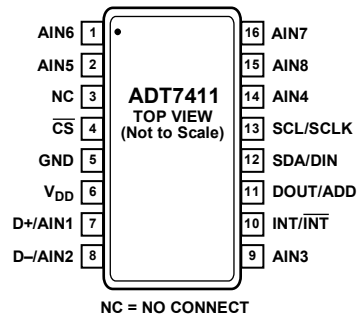 AIN6 1
AIN5 2
NC 3
C̅S̅ 4
GND 5
VDD 6
D+/AIN1 7
D–/AIN2 8
ADT7411
TOP VIEW
(Not to Scale)
16 AIN7
15 AIN8
14 AIN4
13 SCL/SCLK
12 SDA/DIN
11 DOUT/ADD
10 INT/I̅N̅T̅
9 AIN3
NC = NO CONNECT